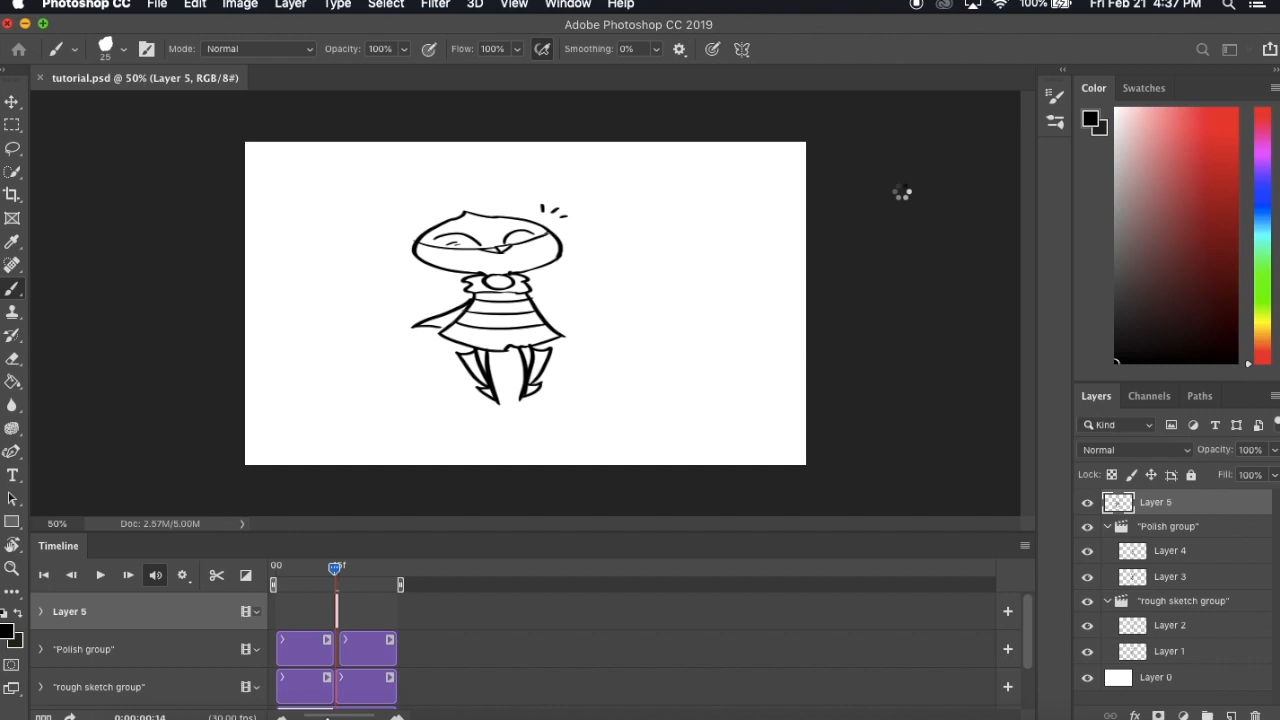 Photoshop CC File Edit Image Layer Type Select Filter 3D View Window Help 100% Fri Feb 21 4:37 PM
Adobe Photoshop CC 2019
25 Mode: Normal Opacity: 100% Flow: 100% Smoothing: 0%
tutorial.psd @ 50% (Layer 5, RGB/8#)
Color Swatches
Layers Channels Paths
Kind
Normal Opacity: 100%
Lock: Fill: 100%
Layer 5
"Polish group"
Layer 4
Layer 3
"rough sketch group"
Layer 2
Layer 1
Layer 0
50% Doc: 2.57M/5.00M
Timeline
00
Layer 5
"Polish group"
"rough sketch group"
0:00:00:14 (30.00 fps)